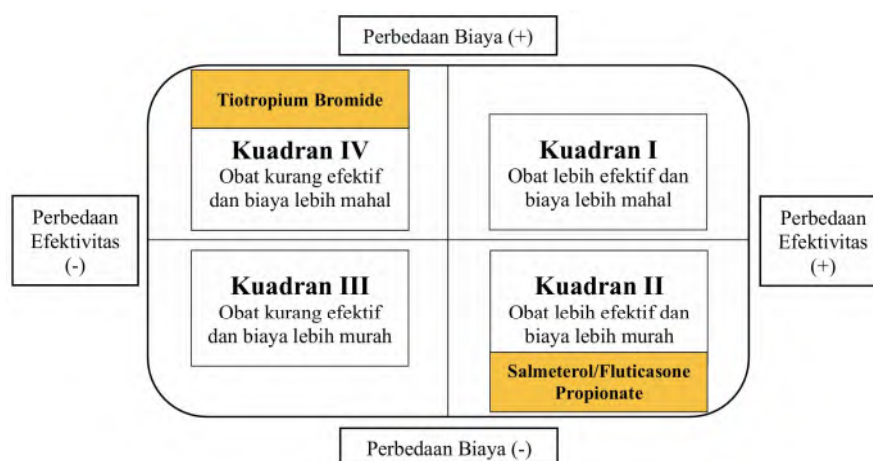 Perbedaan Biaya (+)
Tiotropium Bromide
Kuadran IV
Obat kurang efektif
dan biaya lebih mahal
Kuadran I
Obat lebih efektif dan
biaya lebih mahal
Perbedaan
Efektivitas
(-)
Perbedaan
Efektivitas
(+)
Kuadran III
Obat kurang efektif
dan biaya lebih murah
Kuadran II
Obat lebih efektif dan
biaya lebih murah
Salmeterol/Fluticasone
Propionate
Perbedaan Biaya (-)